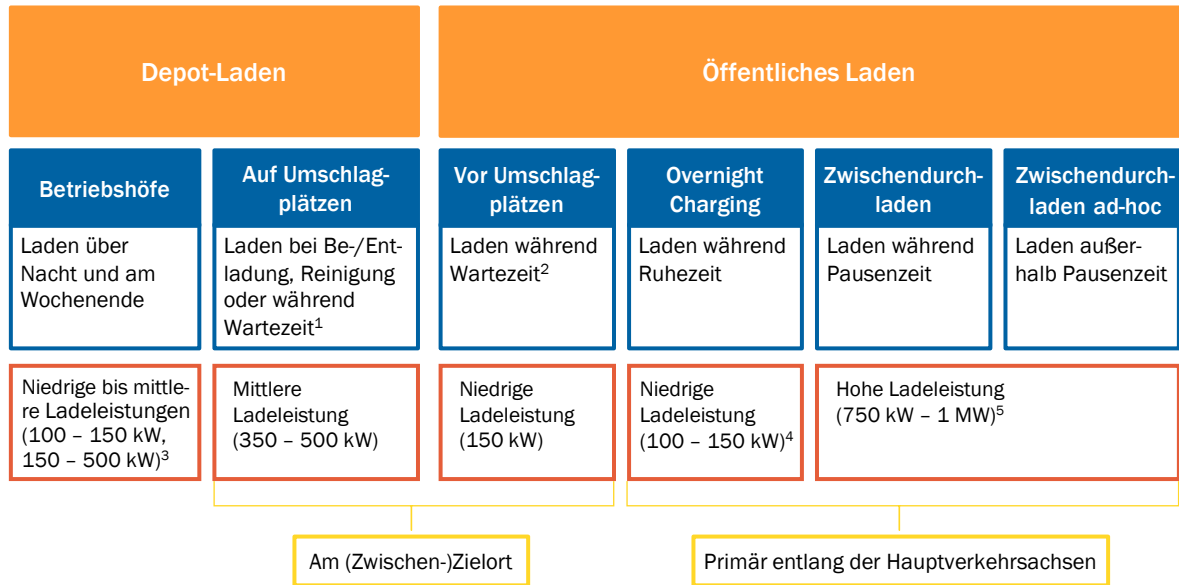 Depot-Laden
Öffentliches Laden
Betriebshöfe
Auf Umschlag-
plätzen
Vor Umschlag-
plätzen
Overnight
Charging
Zwischendurch-
laden
Zwischendurch-
laden ad-hoc
Laden über
Nacht und am
Wochenende
Laden bei Be-/Ent-
ladung, Reinigung
oder während
Wartezeit¹
Laden während
Wartezeit²
Laden während
Ruhezeit
Laden während
Pausenzeit
Laden außer-
halb Pausenzeit
Niedrige bis mittle-
re Ladeleistungen
(100 – 150 kW,
150 – 500 kW)³
Mittlere
Ladeleistung
(350 – 500 kW)
Niedrige
Ladeleistung
(150 kW)
Niedrige
Ladeleistung
(100 – 150 kW)⁴
Hohe Ladeleistung
(750 kW – 1 MW)⁵
Am (Zwischen-)Zielort
Primär entlang der Hauptverkehrsachsen